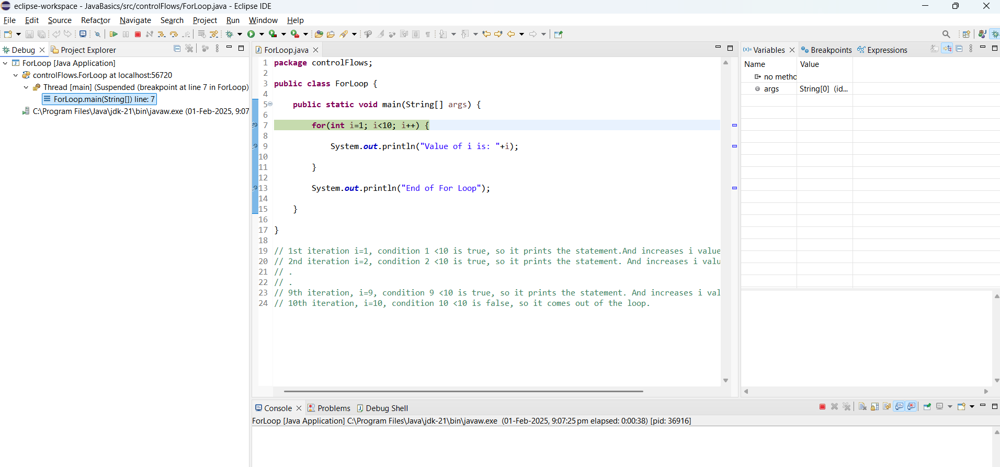 eclipse-workspace - JavaBasics/src/controlFlows/ForLoop.java - Eclipse IDE
File Edit Source Refactor Navigate Search Project Run Window Help
Debug Project Explorer
ForLoop [Java Application]
controlFlows.ForLoop at localhost:56720
Thread [main] (Suspended (breakpoint at line 7 in ForLoop)
ForLoop.main(String[]) line: 7
C:\Program Files\Java\jdk-21\bin\javaw.exe (01-Feb-2025, 9:07
ForLoop.java
1 package controlFlows;
2
3 public class ForLoop {
4
5 public static void main(String[] args) {
6
7 for(int i=1; i<10; i++) {
8
9 System.out.println("Value of i is: "+i);
10
11 }
12
13 System.out.println("End of For Loop");
14
15 }
16
17 }
18
19 // 1st iteration i=1, condition 1 <10 is true, so it prints the statement.And increases i value
20 // 2nd iteration i=2, condition 2 <10 is true, so it prints the statement. And increases i valu
21 // .
22 // .
23 // 9th iteration, i=9, condition 9 <10 is true, so it prints the statement. And increases i val
24 // 10th iteration, i=10, condition 10 <10 is false, so it comes out of the loop.
(x)= Variables Breakpoints Expressions
Name Value
no metho
args String[0] (id...
Console Problems Debug Shell
ForLoop [Java Application] C:\Program Files\Java\jdk-21\bin\javaw.exe (01-Feb-2025, 9:07:25 pm elapsed: 0:00:38) [pid: 36916]